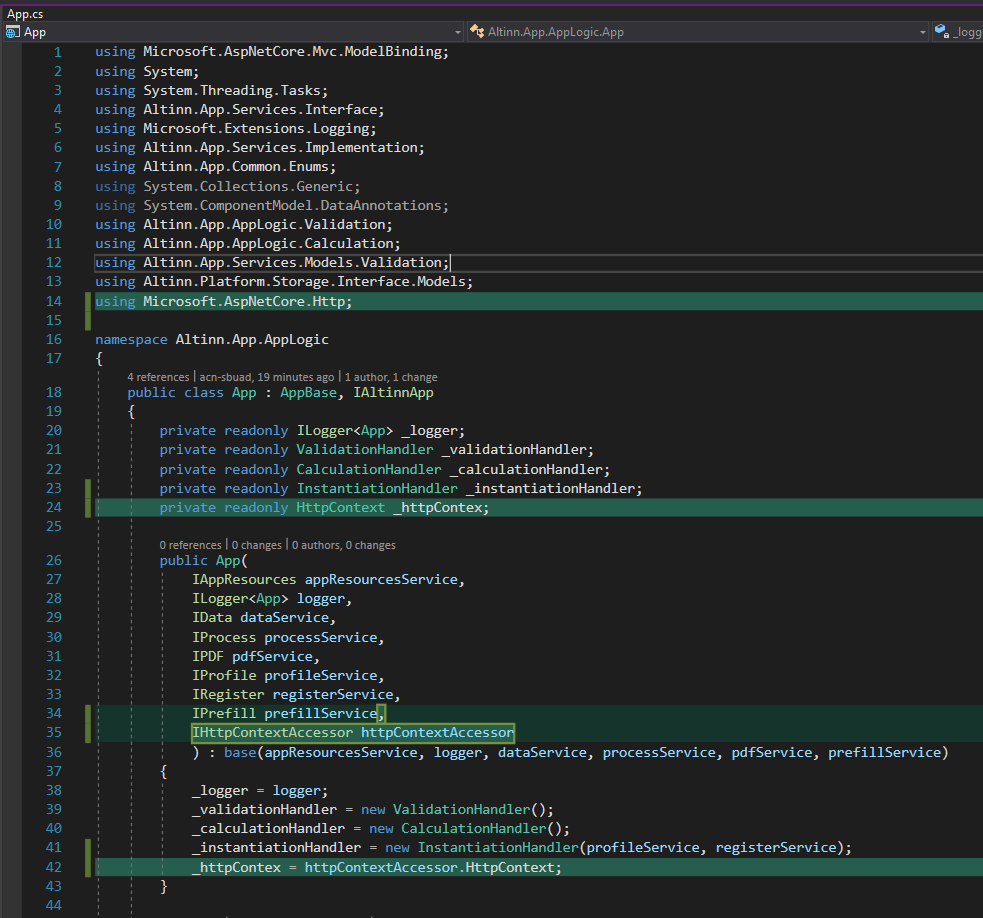 App.cs
App
Altinn.App.AppLogic.App
_logg
1 using Microsoft.AspNetCore.Mvc.ModelBinding;
2 using System;
3 using System.Threading.Tasks;
4 using Altinn.App.Services.Interface;
5 using Microsoft.Extensions.Logging;
6 using Altinn.App.Services.Implementation;
7 using Altinn.App.Common.Enums;
8 using System.Collections.Generic;
9 using System.ComponentModel.DataAnnotations;
10 using Altinn.App.AppLogic.Validation;
11 using Altinn.App.AppLogic.Calculation;
12 using Altinn.App.Services.Models.Validation;
13 using Altinn.Platform.Storage.Interface.Models;
14 using Microsoft.AspNetCore.Http;
15
16 namespace Altinn.App.AppLogic
17 {
4 references | acn-sbuad, 19 minutes ago | 1 author, 1 change
18 public class App : AppBase, IAltinnApp
19 {
20 private readonly ILogger<App> _logger;
21 private readonly ValidationHandler _validationHandler;
22 private readonly CalculationHandler _calculationHandler;
23 private readonly InstantiationHandler _instantiationHandler;
24 private readonly HttpContext _httpContex;
25
0 references | 0 changes | 0 authors, 0 changes
26 public App(
27 IAppResources appResourcesService,
28 ILogger<App> logger,
29 IData dataService,
30 IProcess processService,
31 IPDF pdfService,
32 IProfile profileService,
33 IRegister registerService,
34 IPrefill prefillService,
35 IHttpContextAccessor httpContextAccessor
36 ) : base(appResourcesService, logger, dataService, processService, pdfService, prefillService)
37 {
38 _logger = logger;
39 _validationHandler = new ValidationHandler();
40 _calculationHandler = new CalculationHandler();
41 _instantiationHandler = new InstantiationHandler(profileService, registerService);
42 _httpContex = httpContextAccessor.HttpContext;
43 }
44